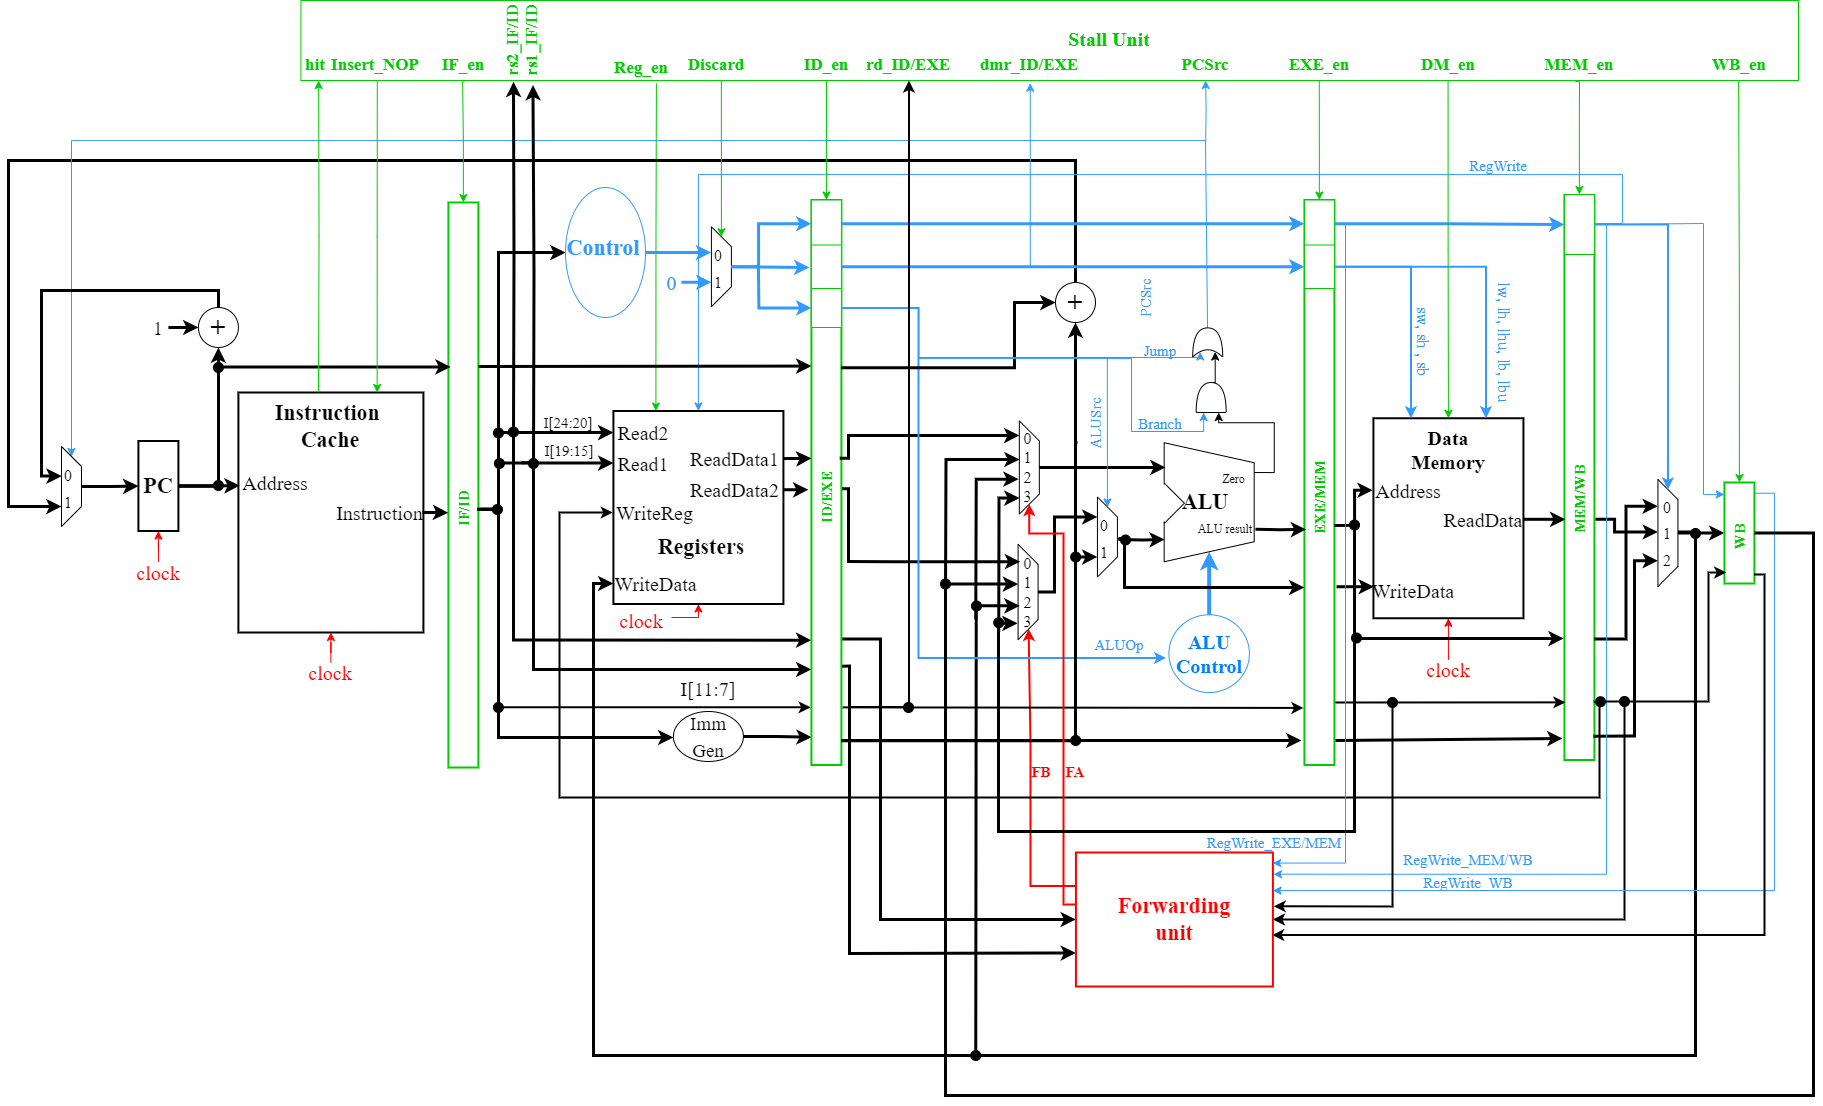 rs2_IF/ID
rs1_IF/ID
Stall Unit
hit Insert_NOP IF_en Reg_en Discard ID_en rd_ID/EXE dmr_ID/EXE PCSrc EXE_en DM_en MEM_en WB_en
RegWrite
Control
0
1
0
PCSrc
lw, lh, lhu, lb, lbu
sw, sh , sb
1
+
+
Jump
Branch
ALUSrc
Instruction
Cache
Address
Instruction
0
1
PC
clock
clock
IF/ID
I[24:20]
I[19:15]
Read2
Read1
ReadData1
ReadData2
WriteReg
Registers
WriteData
clock
ID/EXE
0
1
2
3
0
1
2
3
0
1
Zero
ALU
ALU result
ALUOp
ALU
Control
EXE/MEM
Data
Memory
Address
ReadData
WriteData
clock
MEM/WB
0
1
2
WB
I[11:7]
Imm
Gen
FB
FA
RegWrite_EXE/MEM
RegWrite_MEM/WB
RegWrite_WB
Forwarding
unit